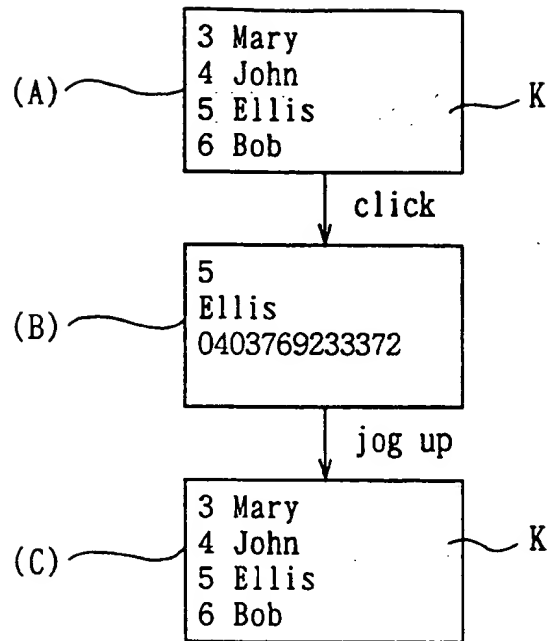 3 Mary
4 John
(A)
5 Ellis
K
6 Bob
click
5
Ellis
(B)
0403769233372
jog up
3 Mary
4 John
K
(C)
5 Ellis
6 Bob